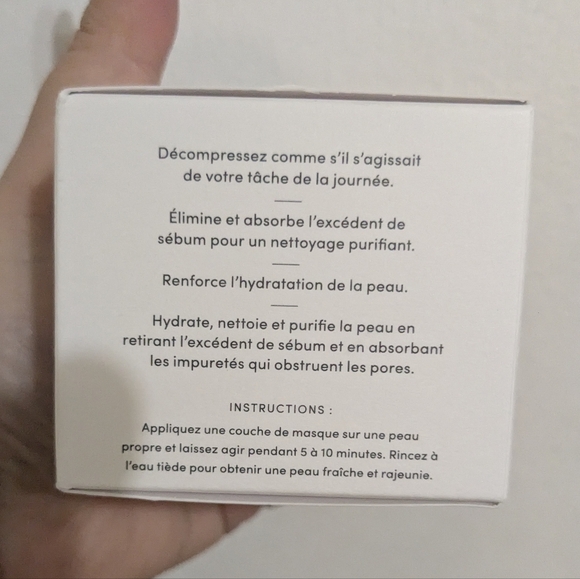 Décompressez comme s'il s'agissait
de votre tâche de la journée.
Élimine et absorbe l'excédent de
sébum pour un nettoyage purifiant.
Renforce l'hydratation de la peau.
Hydrate, nettoie et purifie la peau en
retirant l'excédent de sébum et en absorbant
les impuretés qui obstruent les pores.
INSTRUCTIONS :
Appliquez une couche de masque sur une peau
propre et laissez agir pendant 5 à 10 minutes. Rincez à
l'eau tiède pour obtenir une peau fraîche et rajeunie.